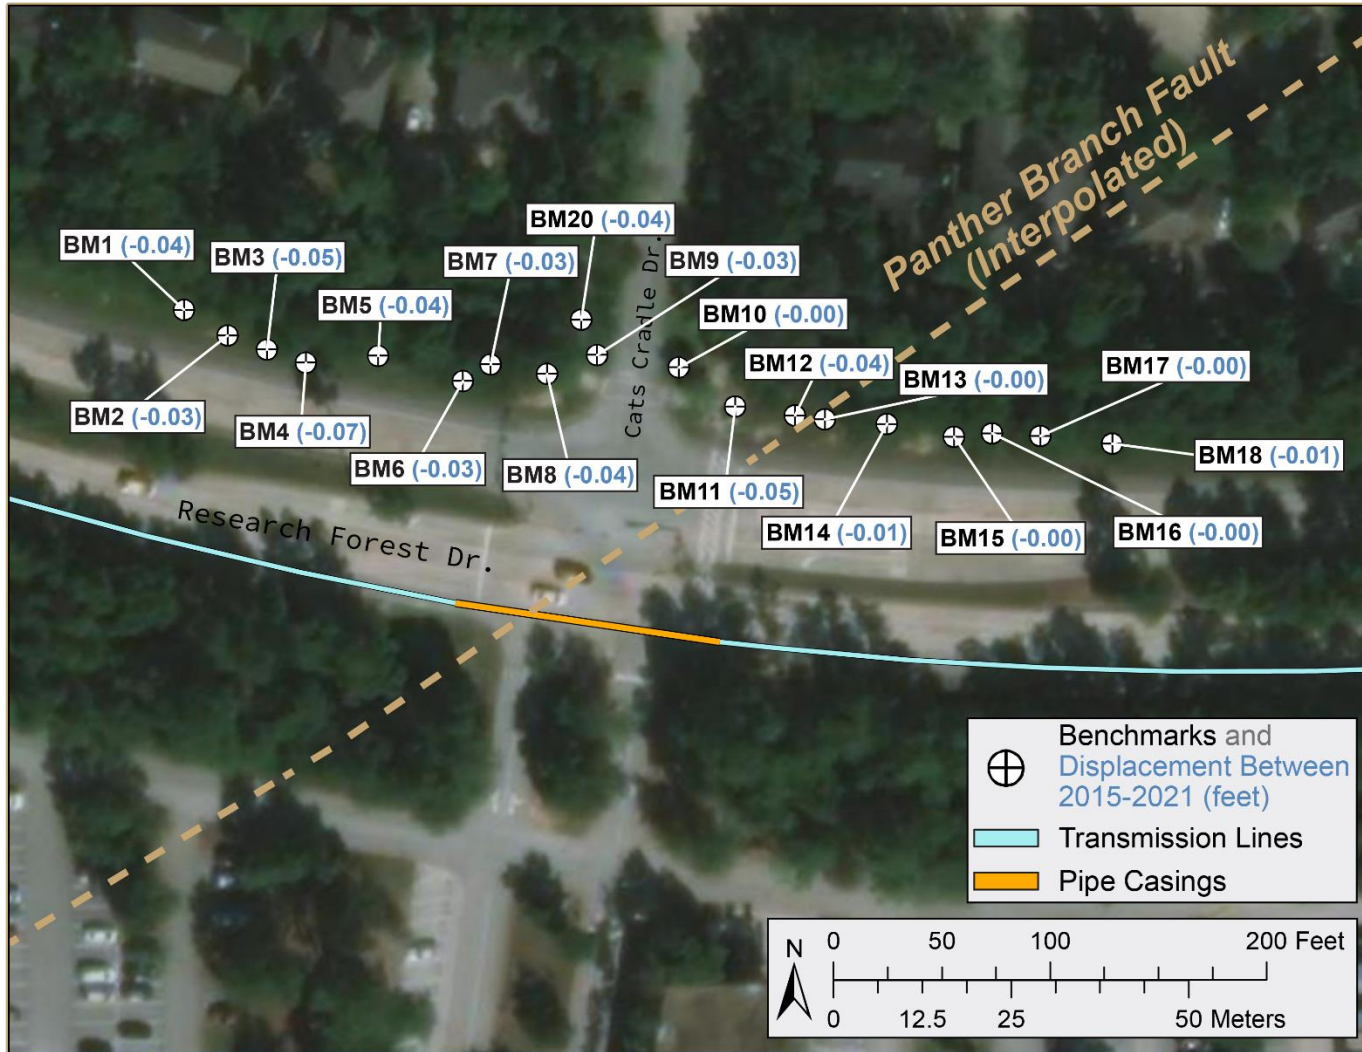 Panther Branch Fault
(Interpolated)
BM20 (-0.04)
BM1 (-0.04)
BM3 (-0.05)
BM7 (-0.03)
BM9 (-0.03)
BM5 (-0.04)
BM10 (-0.00)
Cats Cradle Dr.
BM12 (-0.04)
BM13 (-0.00)
BM17 (-0.00)
BM2 (-0.03)
BM4 (-0.07)
BM6 (-0.03)
BM8 (-0.04)
BM11 (-0.05)
BM14 (-0.01)
BM15 (-0.00)
BM16 (-0.00)
BM18 (-0.01)
Research Forest Dr.
Benchmarks and
Displacement Between
2015-2021 (feet)
Transmission Lines
Pipe Casings
N
0 50 100 200 Feet
0 12.5 25 50 Meters